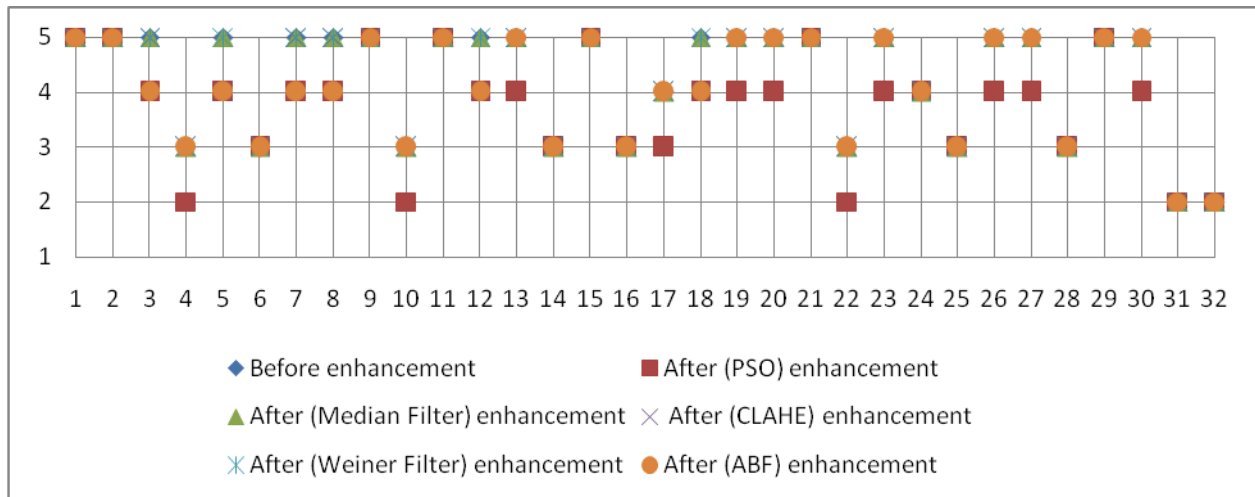 5
4
3
2
1
1 2 3 4 5 6 7 8 9 10 11 12 13 14 15 16 17 18 19 20 21 22 23 24 25 26 27 28 29 30 31 32
Before enhancement After (PSO) enhancement
After (Median Filter) enhancement After (CLAHE) enhancement
After (Weiner Filter) enhancement After (ABF) enhancement